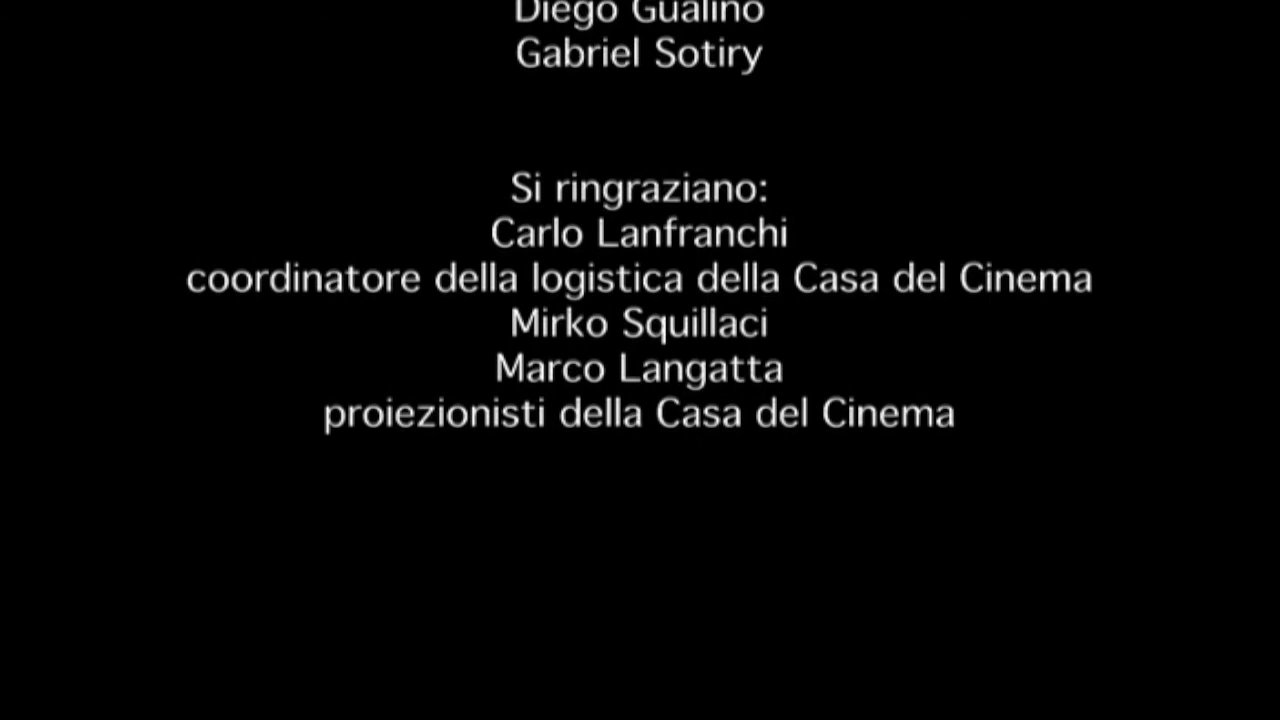 Diego Gualino
Gabriel Sotiry
Si ringraziano:
Carlo Lanfranchi
coordinatore della logistica della Casa del Cinema
Mirko Squillaci
Marco Langatta
proiezionisti della Casa del Cinema